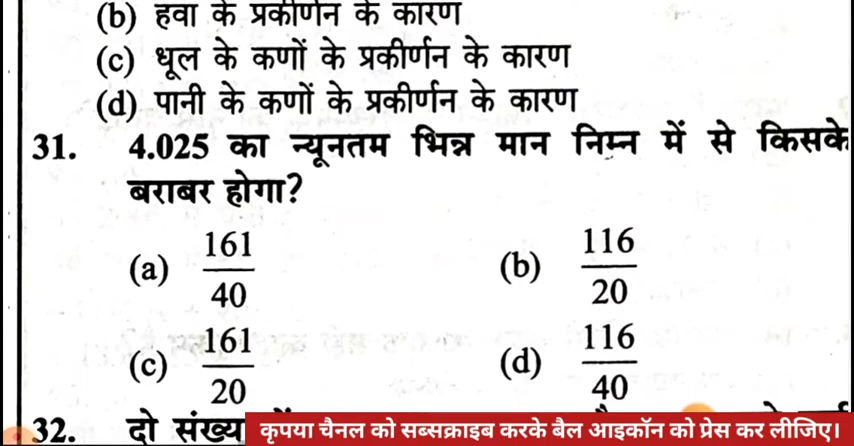 (b) हवा के प्रकीर्णन के कारण
(c) धूल के कणों के प्रकीर्णन के कारण
(d) पानी के कणों के प्रकीर्णन के कारण
31. 4.025 का न्यूनतम भिन्न मान निम्न में से किसके
बराबर होगा?
(a) 161/40 (b) 116/20
(c) 161/20 (d) 116/40
32. दो
कृपया चैनल को सब्सक्राइब करके बैल आइकॉन को प्रेस कर लीजिए।